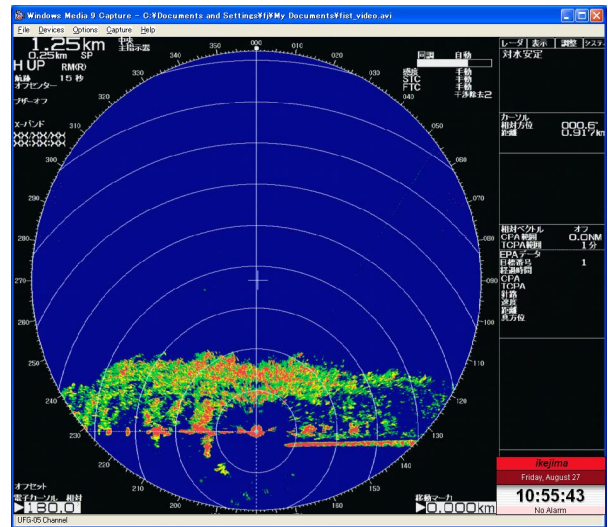 Windows Media 9 Capture - C:¥Documents and Settings¥fj¥My Documents¥fist_video.avi
File Devices Options Capture Help
1.25km 中央
0.25km SP 主指示器
H UP RM(R)
航跡 15 秒
オフセンター
ブザーオフ
X-バンド
同調 自動
感度 手動
STC 手動
FTC 手動
干渉除去2
レーダ 表示 調整 システ
対水安定
カーソル
相対方位 000.6°
距離 0.917km
相対ベクトル オフ
CPA範囲 0.0NM
TCPA範囲 1分
EPAデータ
目標番号 1
経過時間
CPA
TCPA
針路
速度
距離
真方位
340 350 000 010 020
330 030
320 040
310 050
300 060
290
280
270 090
260 100
250 110
240 120
230 130
220 140
210 200 190 180 170 160 150
オフセット
電子カーソル 相対
180.0°
移動マーカ
0.000km
ikejima
Friday, August 27
10:55:43
No Alarm
UFG-05 Channel